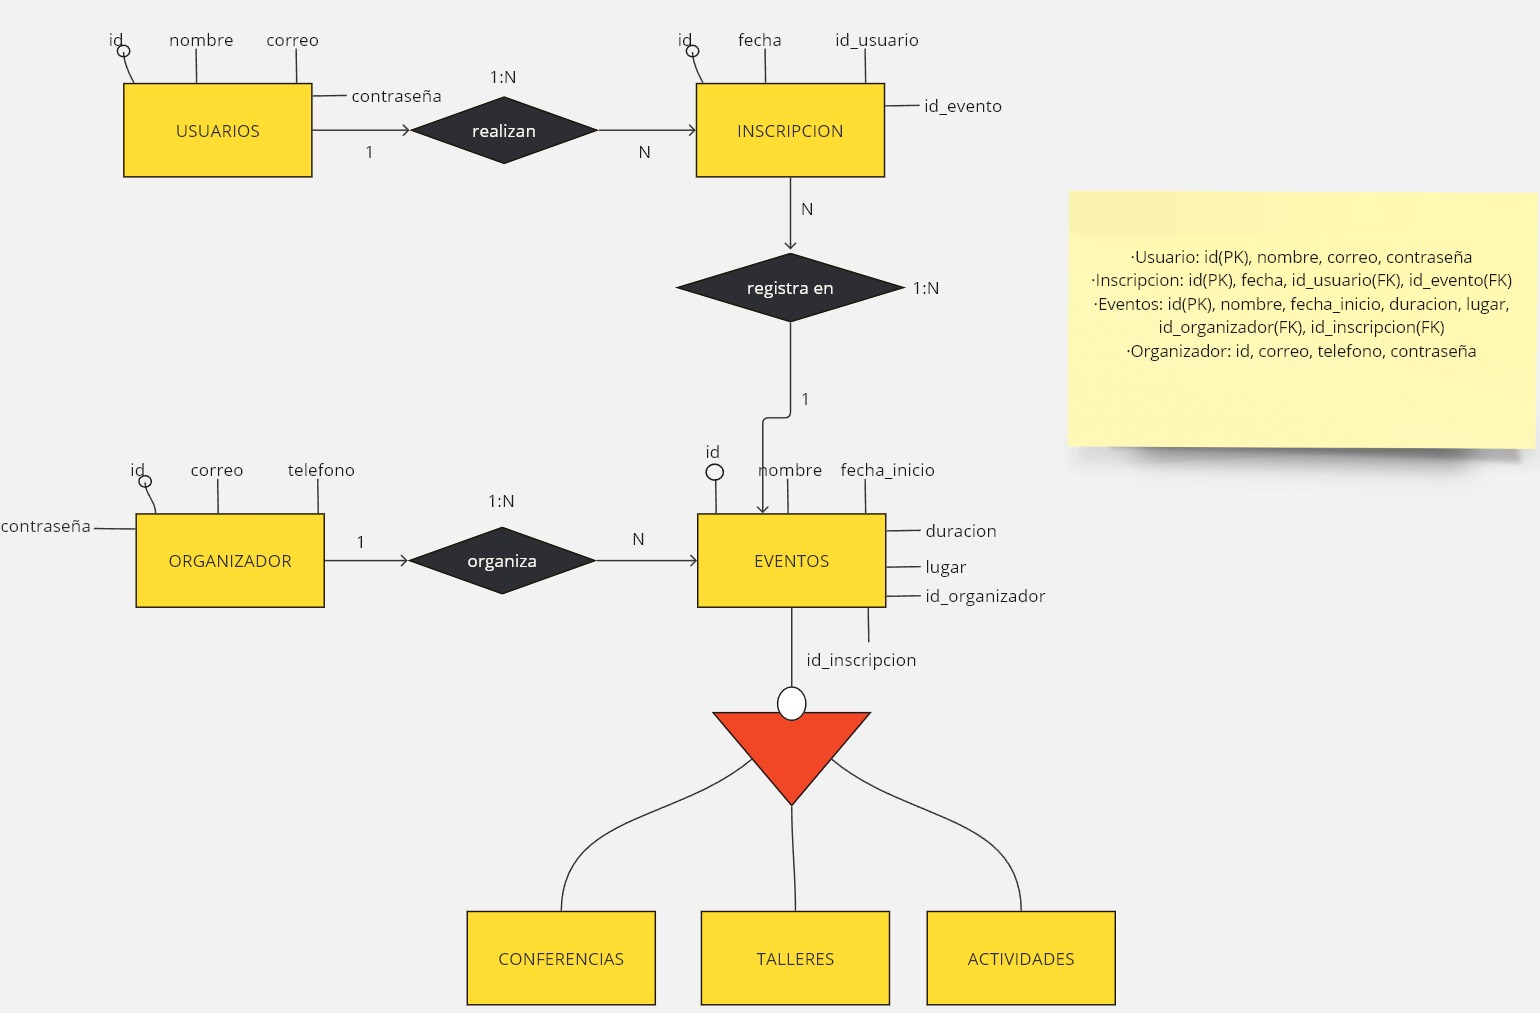 id nombre correo
id fecha id_usuario
1:N
contraseña
id_evento
USUARIOS
realizan
INSCRIPCION
1
N
N
·Usuario: id(PK), nombre, correo, contraseña
·Inscripcion: id(PK), fecha, id_usuario(FK), id_evento(FK)
·Eventos: id(PK), nombre, fecha_inicio, duracion, lugar,
id_organizador(FK), id_inscripcion(FK)
·Organizador: id, correo, telefono, contraseña
registra en
1:N
1
id
id correo telefono
nombre fecha_inicio
1:N
contraseña
duracion
1
N
ORGANIZADOR
organiza
EVENTOS
lugar
id_organizador
id_inscripcion
CONFERENCIAS
TALLERES
ACTIVIDADES